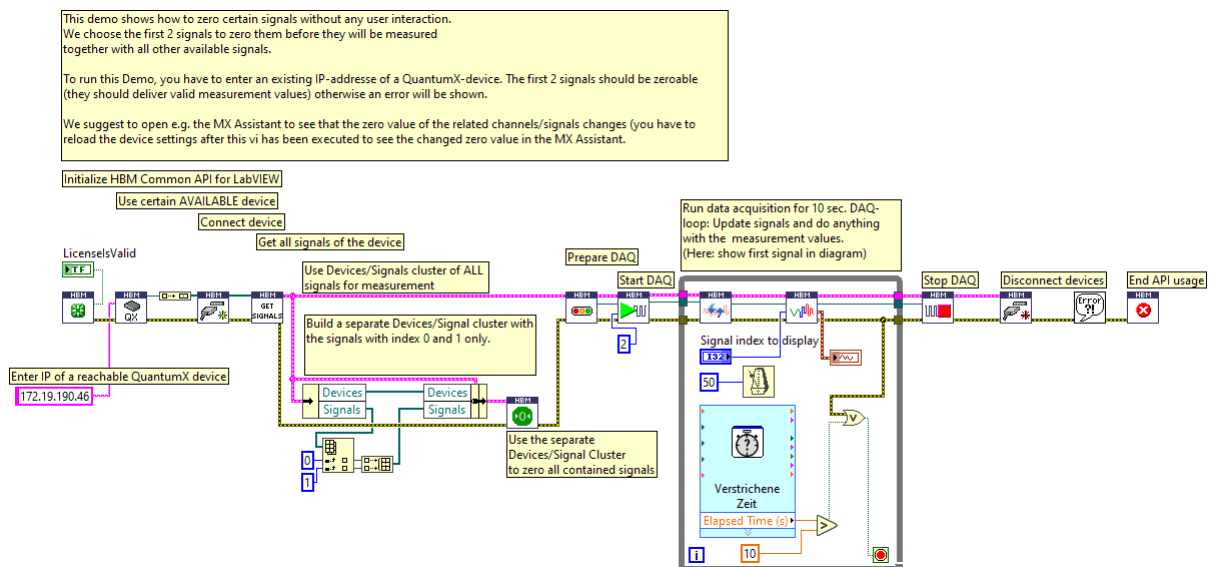 This demo shows how to zero certain signals without any user interaction.
We choose the first 2 signals to zero them before they will be measured
together with all other available signals.
To run this Demo, you have to enter an existing IP-addresse of a QuantumX-device. The first 2 signals should be zeroable
(they should deliver valid measurement values) otherwise an error will be shown.
We suggest to open e.g. the MX Assistant to see that the zero value of the related channels/signals changes (you have to
reload the device settings after this vi has been executed to see the changed zero value in the MX Assistant.
Initialize HBM Common API for LabVIEW
Use certain AVAILABLE device
Connect device
Get all signals of the device
LicenseIsValid
TF
HBM
HBM
QX
HBM
HBM
GET
SIGNALS
Use Devices/Signals cluster of ALL
signals for measurement
Build a separate Devices/Signal cluster with
the signals with index 0 and 1 only.
Enter IP of a reachable QuantumX device
172.19.190.46
Devices
Signals
Devices
Signals
0
1
HBM
0
Use the separate
Devices/Signal Cluster
to zero all contained signals
Prepare DAQ
HBM
Start DAQ
HBM
2
Run data acquisition for 10 sec. DAQ-
loop: Update signals and do anything
with the measurement values.
(Here: show first signal in diagram)
HBM
HBM
Signal index to display
I32
50
Verstrichene
Zeit
Elapsed Time (s)
10
>
V
i
Stop DAQ
HBM
Disconnect devices
HBM
Error
?!
End API usage
HBM